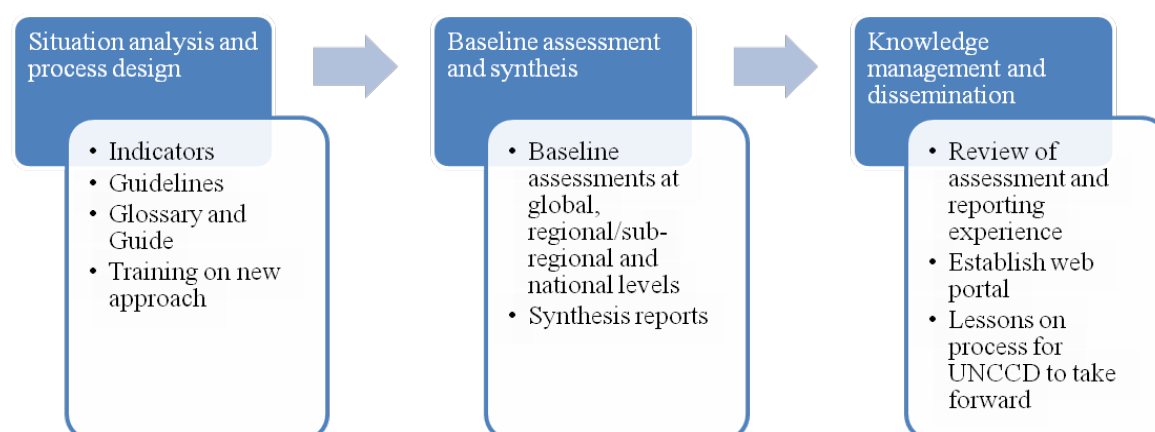 Situation analysis and
process design
• Indicators
• Guidelines
• Glossary and
Guide
• Training on new
approach
Baseline assessment
and syntheis
• Baseline
assessments at
global,
regional/sub-
regional and
national levels
• Synthesis reports
Knowledge
management and
dissemination
• Review of
assessment and
reporting
experience
• Establish web
portal
• Lessons on
process for
UNCCD to take
forward